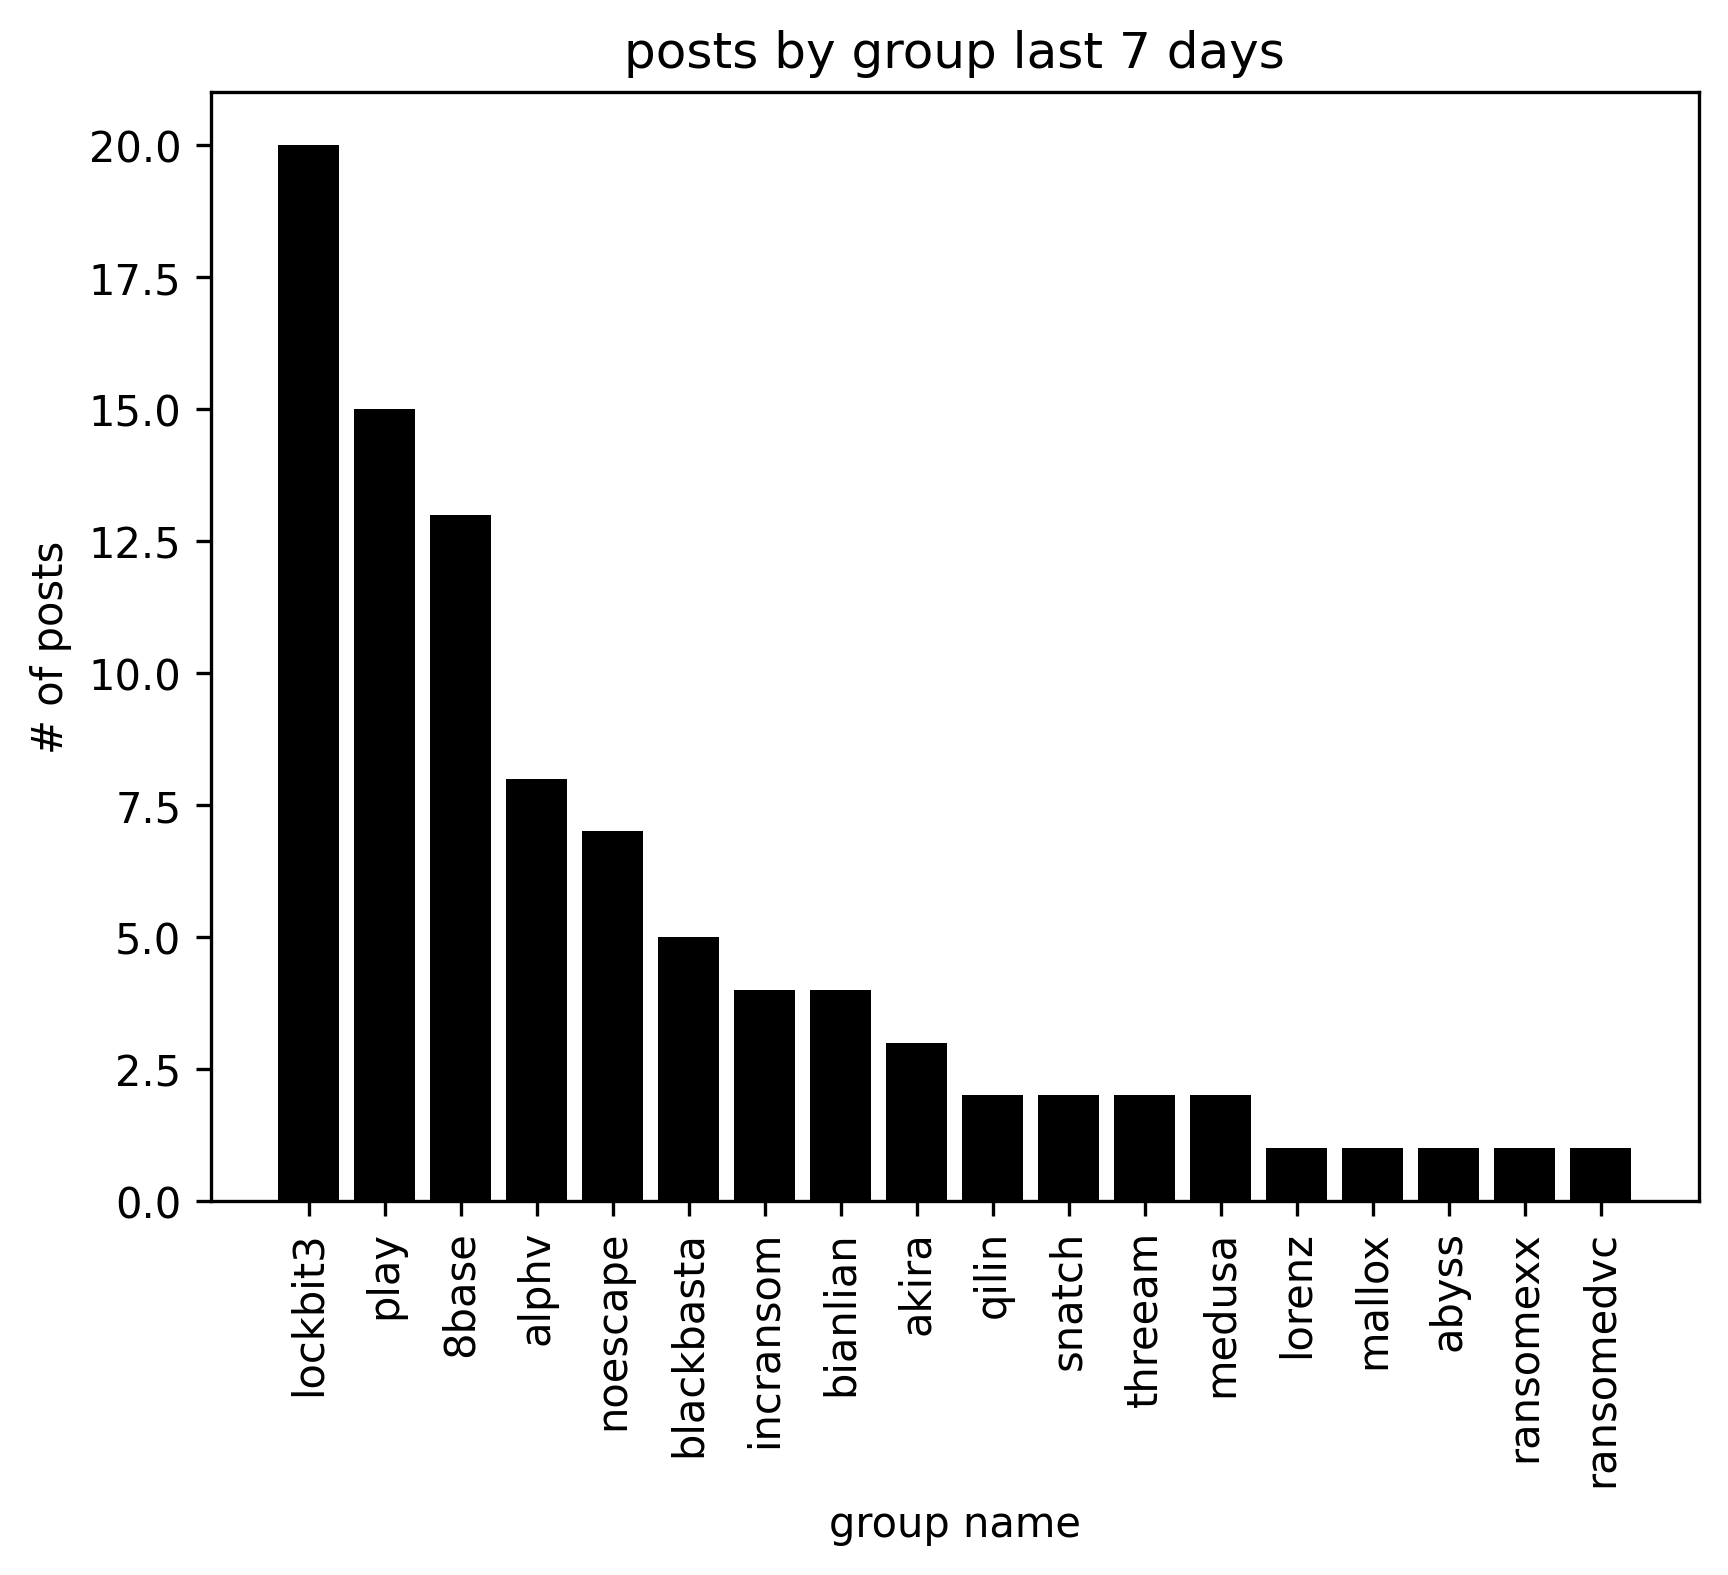 posts by group last 7 days
20.0
17.5
15.0
12.5
10.0
7.5
5.0
2.5
0.0
# of posts
lockbit3
play
8base
alphv
noescape
blackbasta
incransom
bianlian
akira
qilin
snatch
threeam
medusa
lorenz
mallox
abyss
ransomexx
ransomedvc
group name